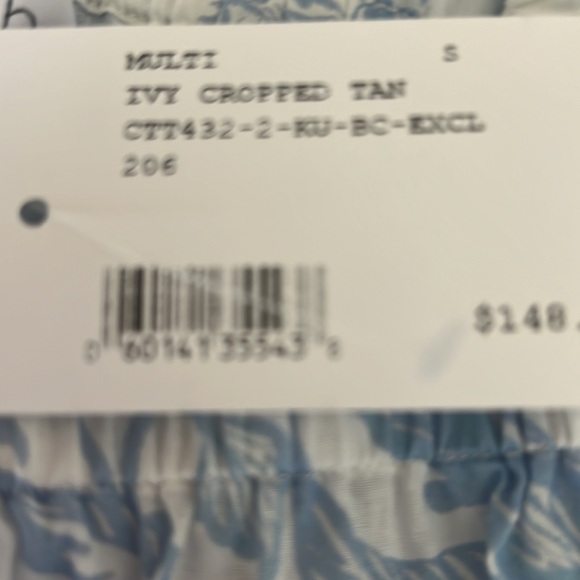 MULTI S
IVY CROPPED TAN
CTT432-2-KU-BC-EXCL
206
$148.